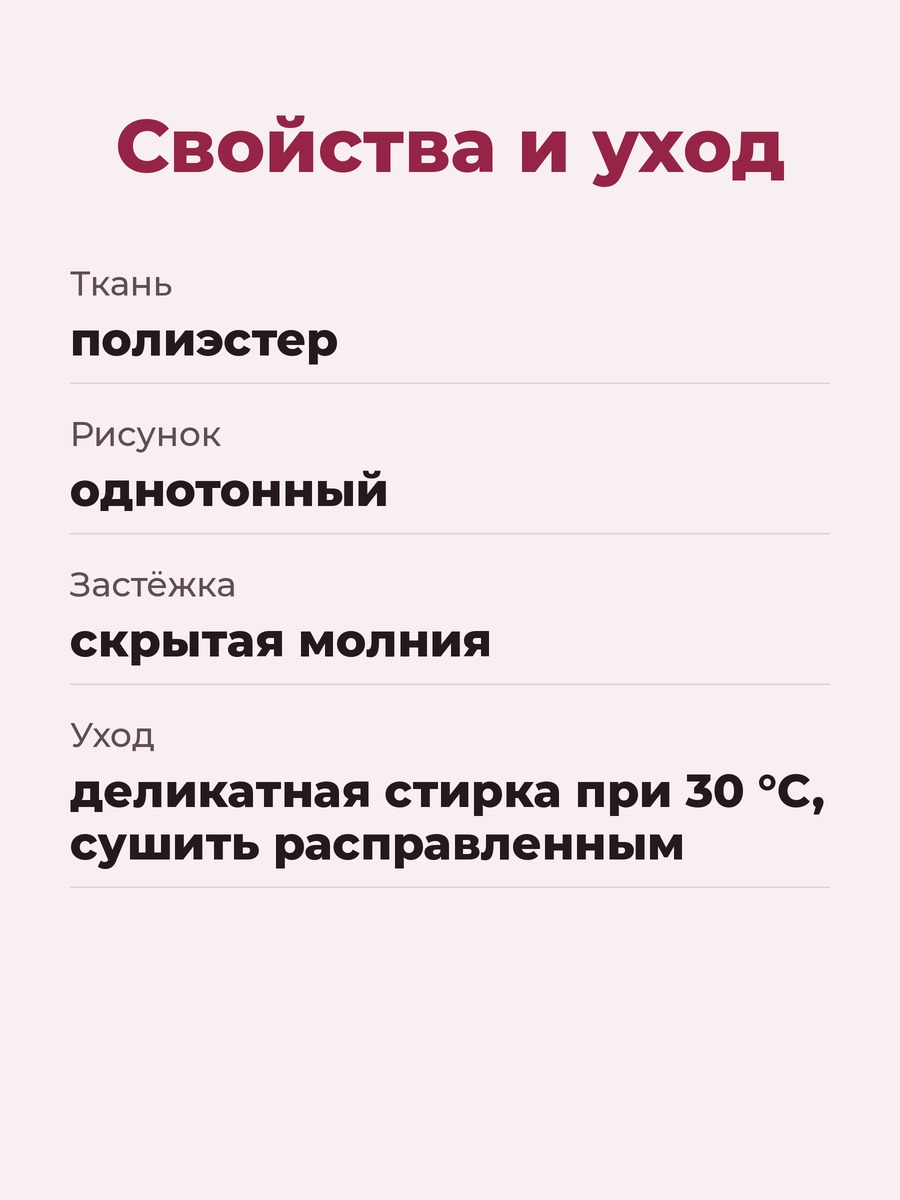 Свойства и уход
Ткань
полиэстер
Рисунок
однотонный
Застёжка
скрытая молния
Уход
деликатная стирка при 30 °C,
сушить расправленным